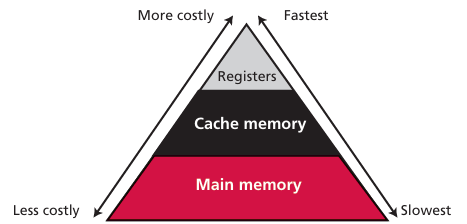 More costly
Fastest
Registers
Cache memory
Main memory
Less costly
Slowest